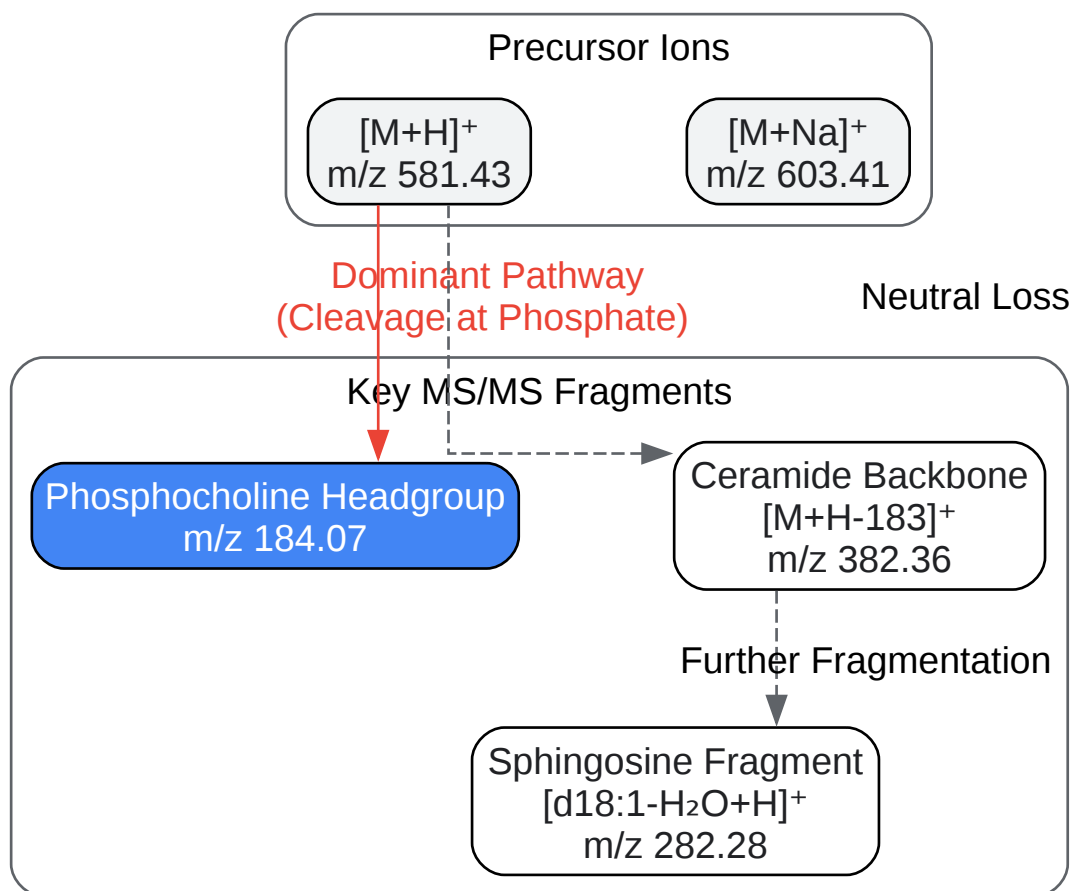 Precursor Ions
[M+H]⁺
m/z 581.43
[M+Na]⁺
m/z 603.41
Dominant Pathway
(Cleavage at Phosphate)
Neutral Loss
Key MS/MS Fragments
Phosphocholine Headgroup
m/z 184.07
Ceramide Backbone
[M+H-183]⁺
m/z 382.36
Further Fragmentation
Sphingosine Fragment
[d18:1-H₂O+H]⁺
m/z 282.28